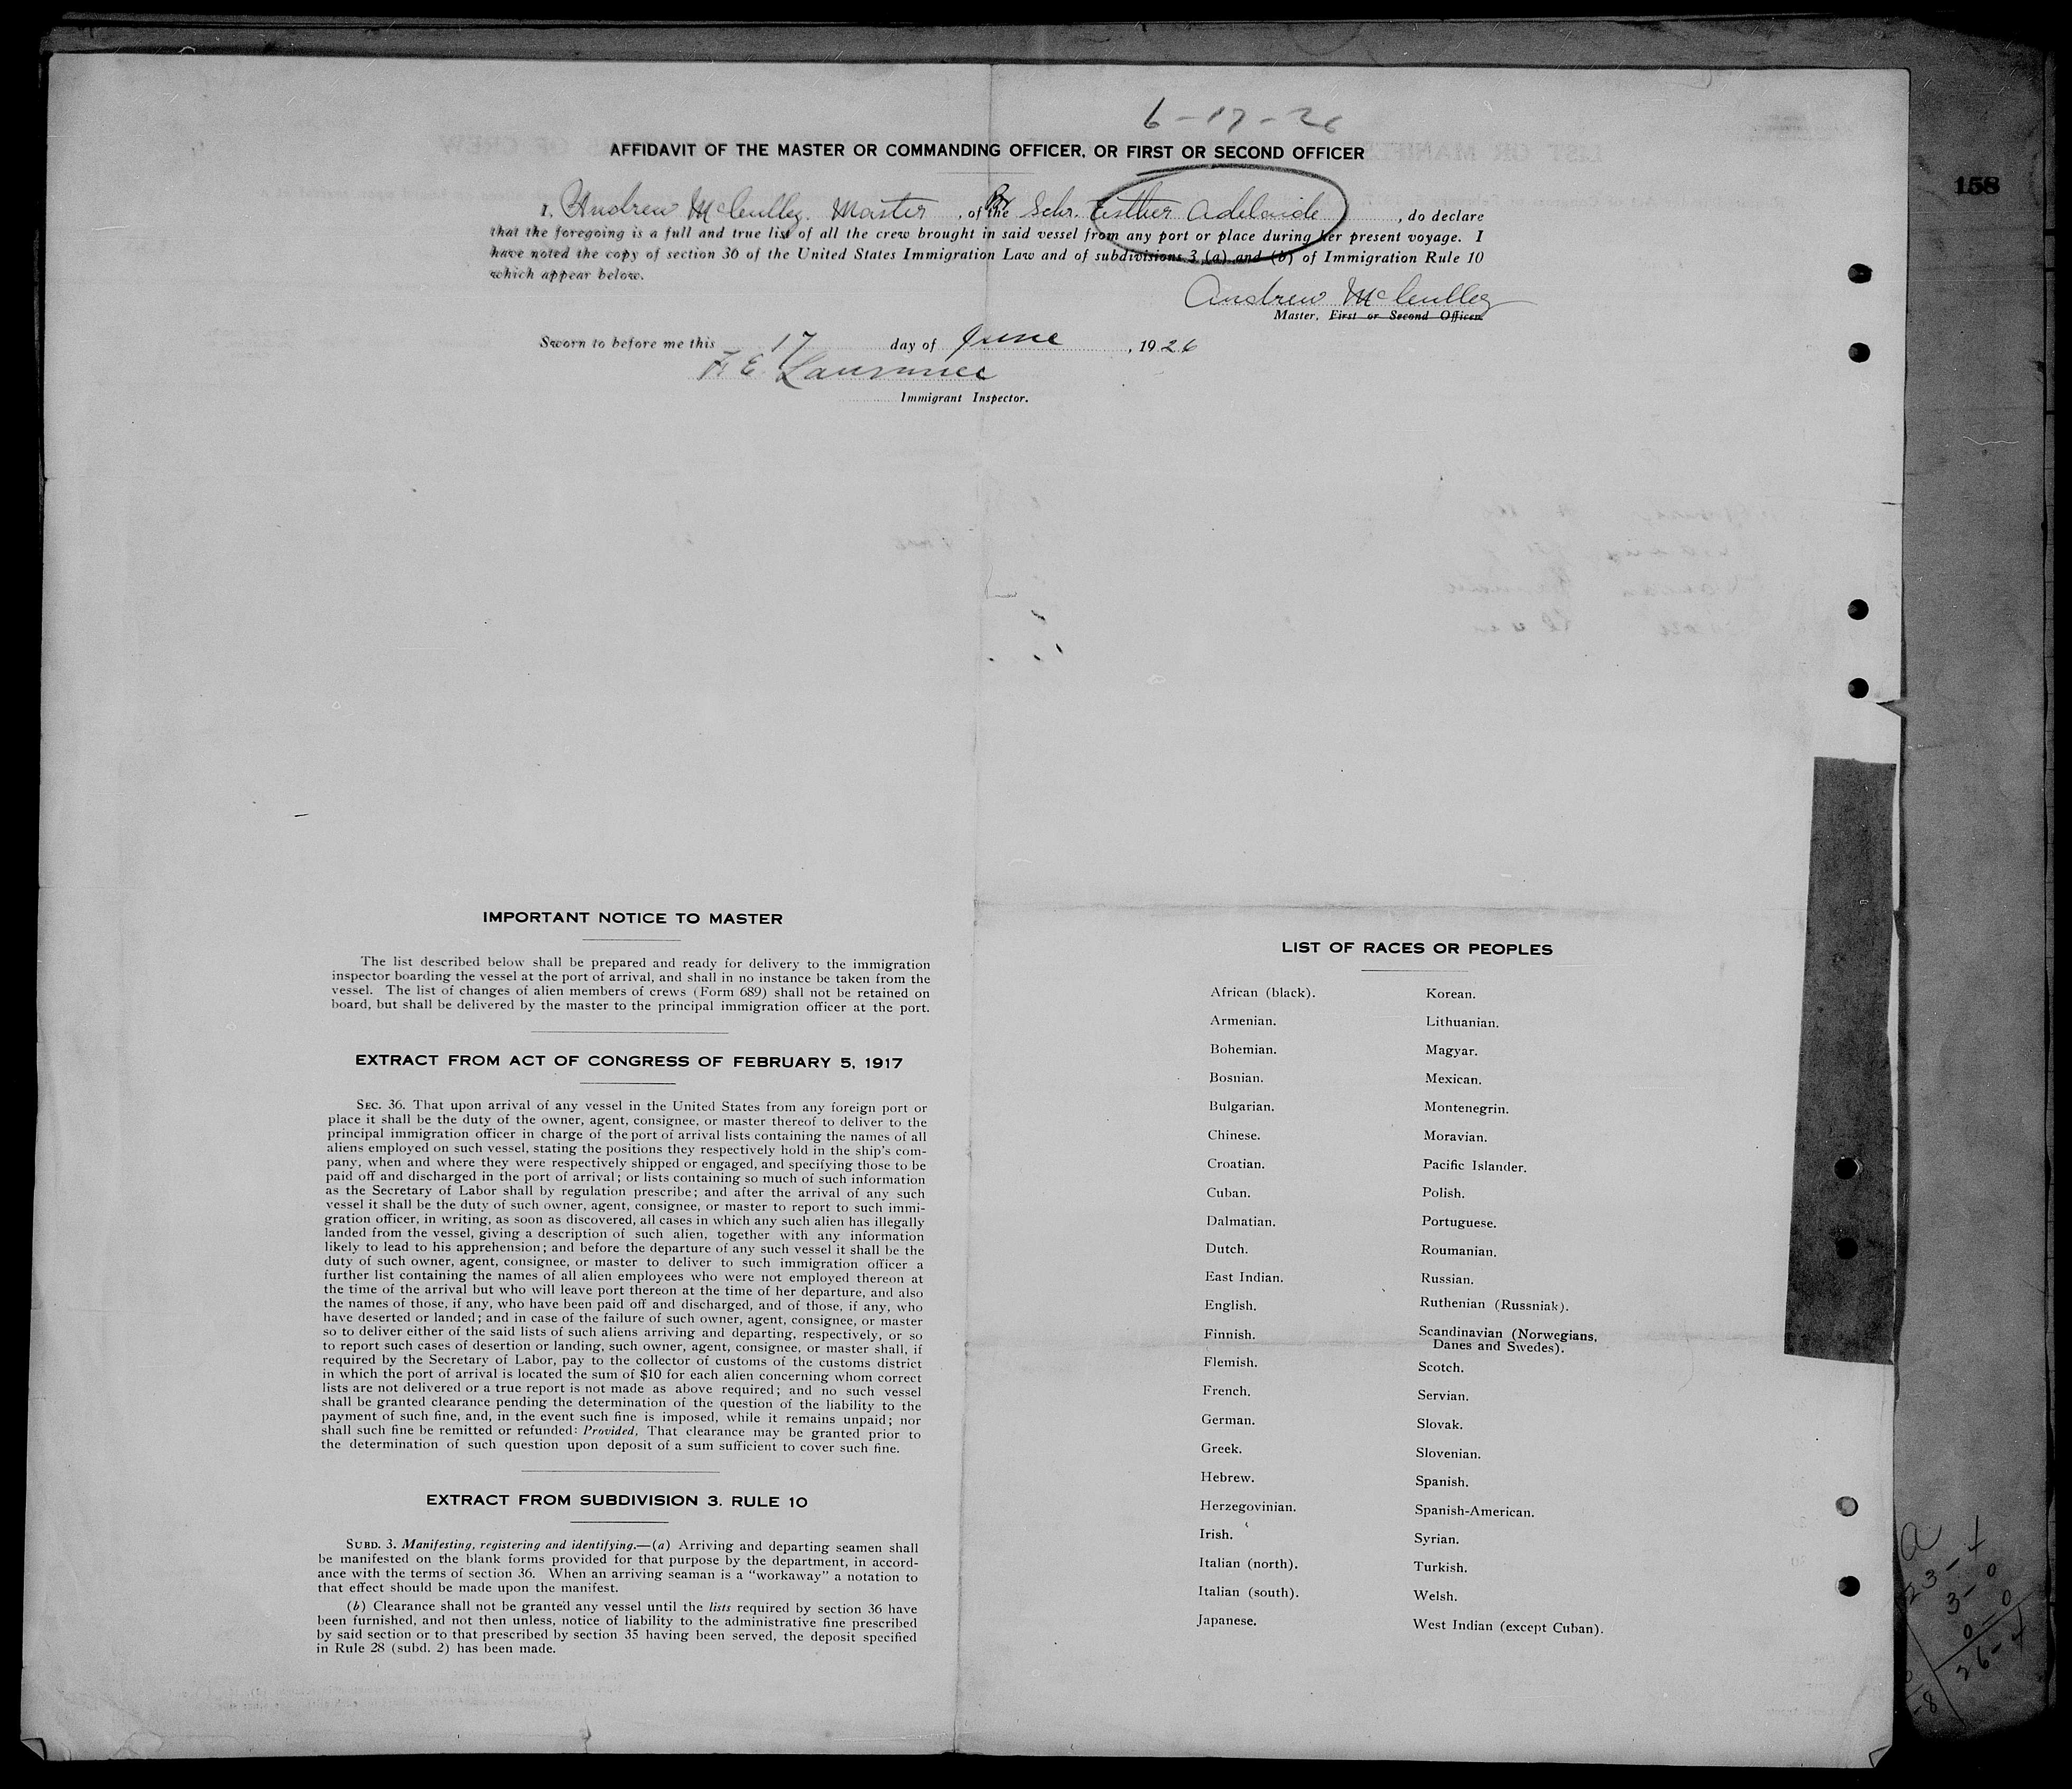 6-17-26
AFFIDAVIT OF THE MASTER OR COMMANDING OFFICER, OR FIRST OR SECOND OFFICER
158
I, Andrew McCulley. Master, of the Br Schr. Esther Adelaide, do declare
that the foregoing is a full and true list of all the crew brought in said vessel from any port or place during her present voyage. I
have noted the copy of section 36 of the United States Immigration Law and of subdivisions 3 (a) and (b) of Immigration Rule 10
which appear below.
Andrew McCulley
Master, First or Second Officer.
Sworn to before me this 17 day of June, 1926
F. E. Lawrence
Immigrant Inspector.
IMPORTANT NOTICE TO MASTER
The list described below shall be prepared and ready for delivery to the immigration
inspector boarding the vessel at the port of arrival, and shall in no instance be taken from the
vessel. The list of changes of alien members of crews (Form 689) shall not be retained on
board, but shall be delivered by the master to the principal immigration officer at the port.
EXTRACT FROM ACT OF CONGRESS OF FEBRUARY 5, 1917
SEC. 36. That upon arrival of any vessel in the United States from any foreign port or
place it shall be the duty of the owner, agent, consignee, or master thereof to deliver to the
principal immigration officer in charge of the port of arrival lists containing the names of all
aliens employed on such vessel, stating the positions they respectively hold in the ship's com-
pany, when and where they were respectively shipped or engaged, and specifying those to be
paid off and discharged in the port of arrival; or lists containing so much of such information
as the Secretary of Labor shall by regulation prescribe; and after the arrival of any such
vessel it shall be the duty of such owner, agent, consignee, or master to report to such immi-
gration officer, in writing, as soon as discovered, all cases in which any such alien has illegally
landed from the vessel, giving a description of such alien, together with any information
likely to lead to his apprehension; and before the departure of any such vessel it shall be the
duty of such owner, agent, consignee, or master to deliver to such immigration officer a
further list containing the names of all alien employees who were not employed thereon at
the time of the arrival but who will leave port thereon at the time of her departure, and also
the names of those, if any, who have been paid off and discharged, and of those, if any, who
have deserted or landed; and in case of the failure of such owner, agent, consignee, or master
so to deliver either of the said lists of such aliens arriving and departing, respectively, or so
to report such cases of desertion or landing, such owner, agent, consignee, or master shall, if
required by the Secretary of Labor, pay to the collector of customs of the customs district
in which the port of arrival is located the sum of $10 for each alien concerning whom correct
lists are not delivered or a true report is not made as above required; and no such vessel
shall be granted clearance pending the determination of the question of the liability to the
payment of such fine, and, in the event such fine is imposed, while it remains unpaid; nor
shall such fine be remitted or refunded: Provided, That clearance may be granted prior to
the determination of such question upon deposit of a sum sufficient to cover such fine.
EXTRACT FROM SUBDIVISION 3. RULE 10
SUBD. 3. Manifesting, registering and identifying.—(a) Arriving and departing seamen shall
be manifested on the blank forms provided for that purpose by the department, in accord-
ance with the terms of section 36. When an arriving seaman is a "workaway" a notation to
that effect should be made upon the manifest.
(b) Clearance shall not be granted any vessel until the lists required by section 36 have
been furnished, and not then unless, notice of liability to the administrative fine prescribed
by said section or to that prescribed by section 35 having been served, the deposit specified
in Rule 28 (subd. 2) has been made.
LIST OF RACES OR PEOPLES
African (black).
Armenian.
Bohemian.
Bosnian.
Bulgarian.
Chinese.
Croatian.
Cuban.
Dalmatian.
Dutch.
East Indian.
English.
Finnish.
Flemish.
French.
German.
Greek.
Hebrew.
Herzegovinian.
Irish.
Italian (north).
Italian (south).
Japanese.
Korean.
Lithuanian.
Magyar.
Mexican.
Montenegrin.
Moravian.
Pacific Islander.
Polish.
Portuguese.
Roumanian.
Russian.
Ruthenian (Russniak).
Scandinavian (Norwegians,
Danes and Swedes).
Scotch.
Servian.
Slovak.
Slovenian.
Spanish.
Spanish-American.
Syrian.
Turkish.
Welsh.
West Indian (except Cuban).